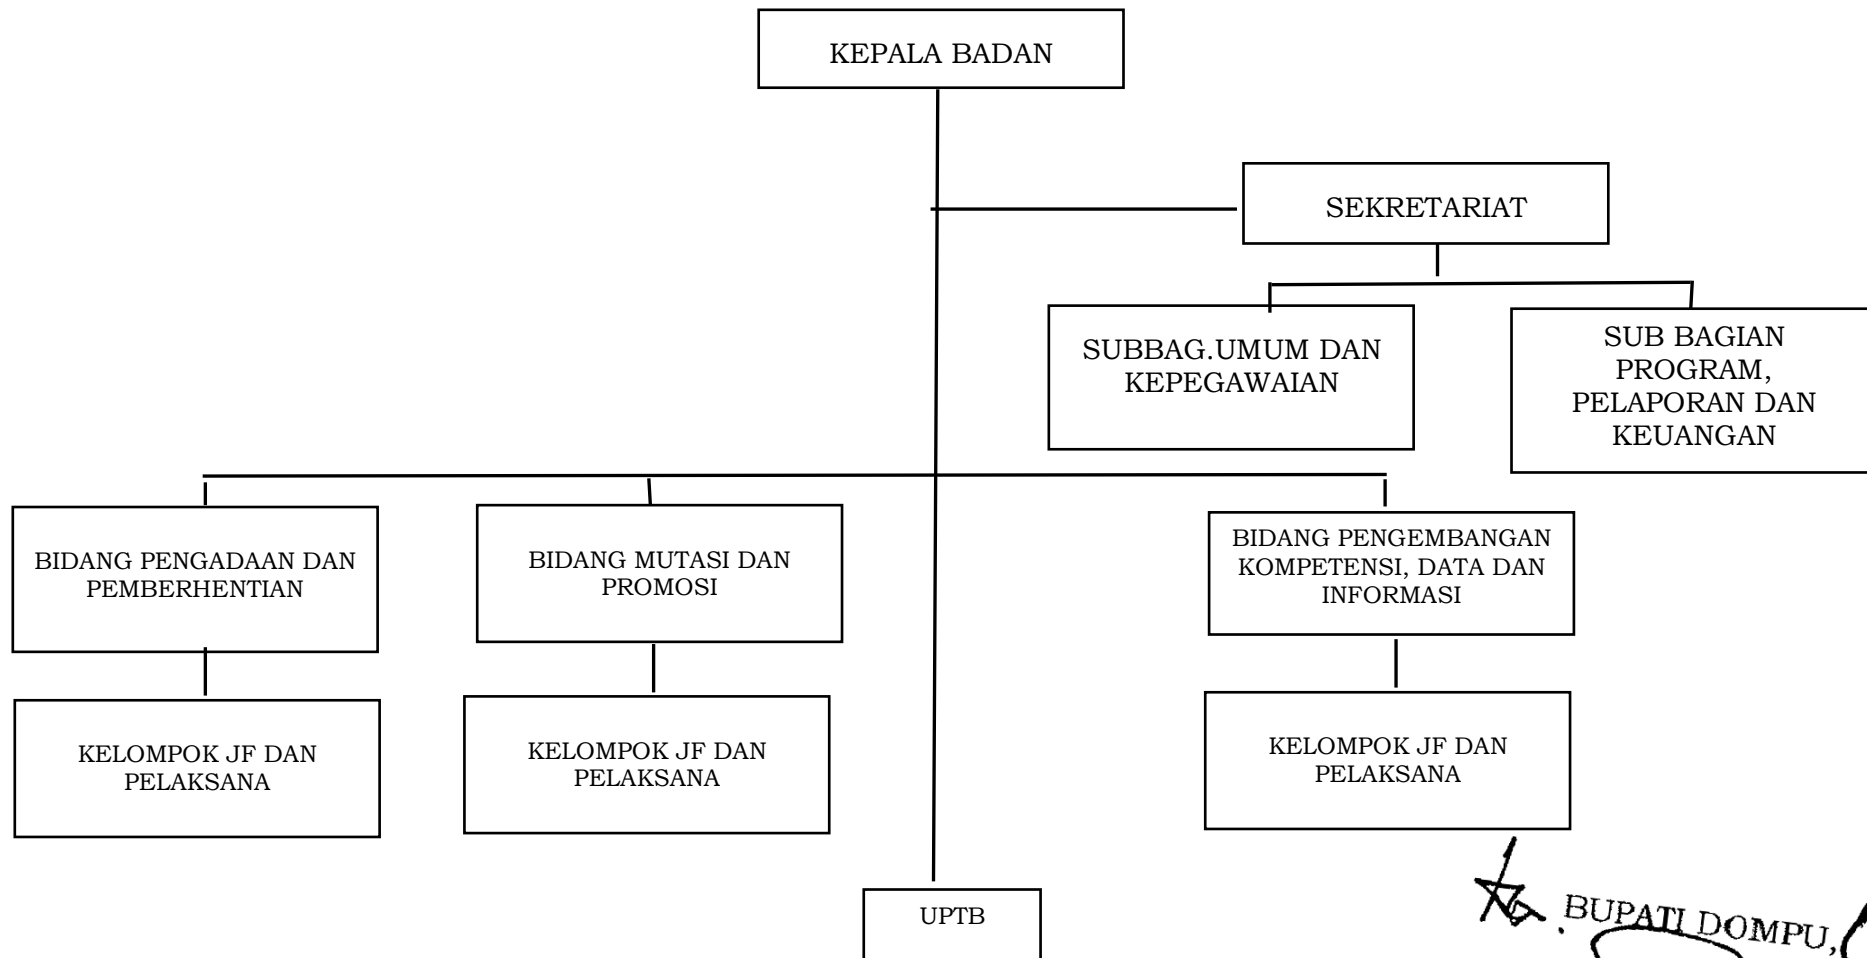 KEPALA BADAN
SEKRETARIAT
SUBBAG.UMUM DAN
KEPEGAWAIAN
SUB BAGIAN
PROGRAM,
PELAPORAN DAN
KEUANGAN
BIDANG PENGADAAN DAN
PEMBERHENTIAN
BIDANG MUTASI DAN
PROMOSI
BIDANG PENGEMBANGAN
KOMPETENSI, DATA DAN
INFORMASI
KELOMPOK JF DAN
PELAKSANA
KELOMPOK JF DAN
PELAKSANA
KELOMPOK JF DAN
PELAKSANA
UPTB
BUPATI DOMPU,